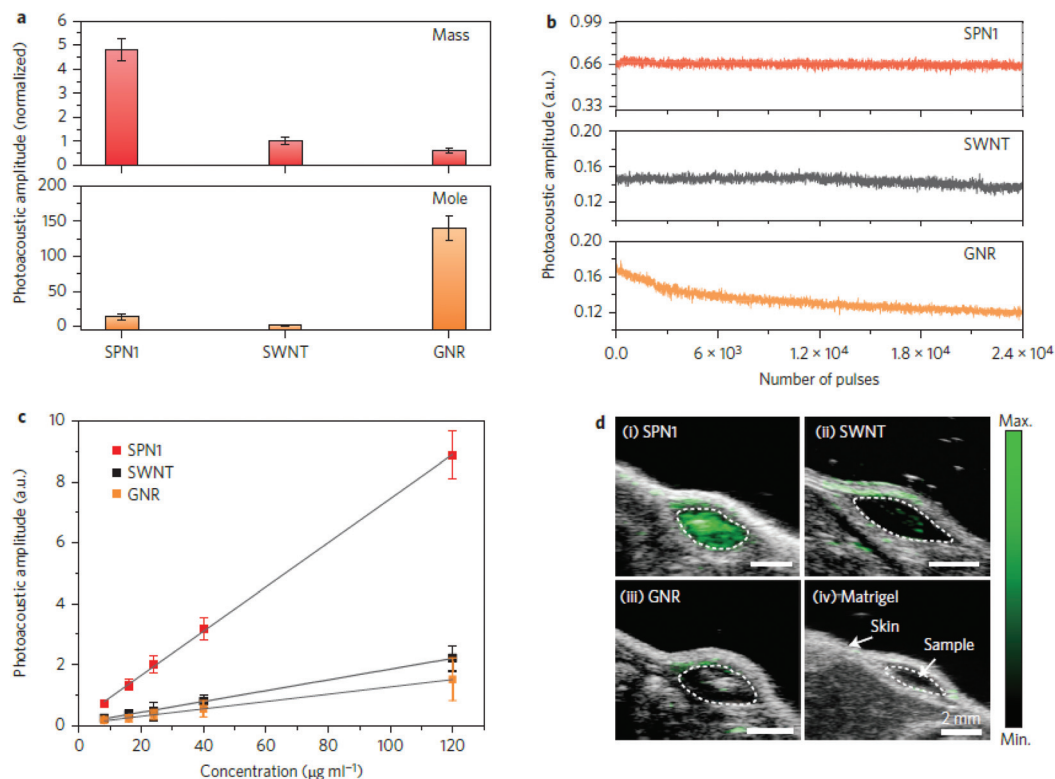 a
Photoacoustic amplitude (normalized)
6
5
4
3
2
1
0
Mass
200
150
100
50
0
Mole
SPN1 SWNT GNR
b
Photoacoustic amplitude (a.u.)
0.99
0.66
0.33
SPN1
0.20
0.16
0.12
SWNT
0.20
0.16
0.12
GNR
0.0 6 × 10³ 1.2 × 10⁴ 1.8 × 10⁴ 2.4 × 10⁴
Number of pulses
c
Photoacoustic amplitude (a.u.)
10
8
6
4
2
0
SPN1
SWNT
GNR
0 20 40 60 80 100 120
Concentration (µg ml⁻¹)
d
(i) SPN1
(ii) SWNT
(iii) GNR
(iv) Matrigel
Skin
Sample
2 mm
Max.
Min.